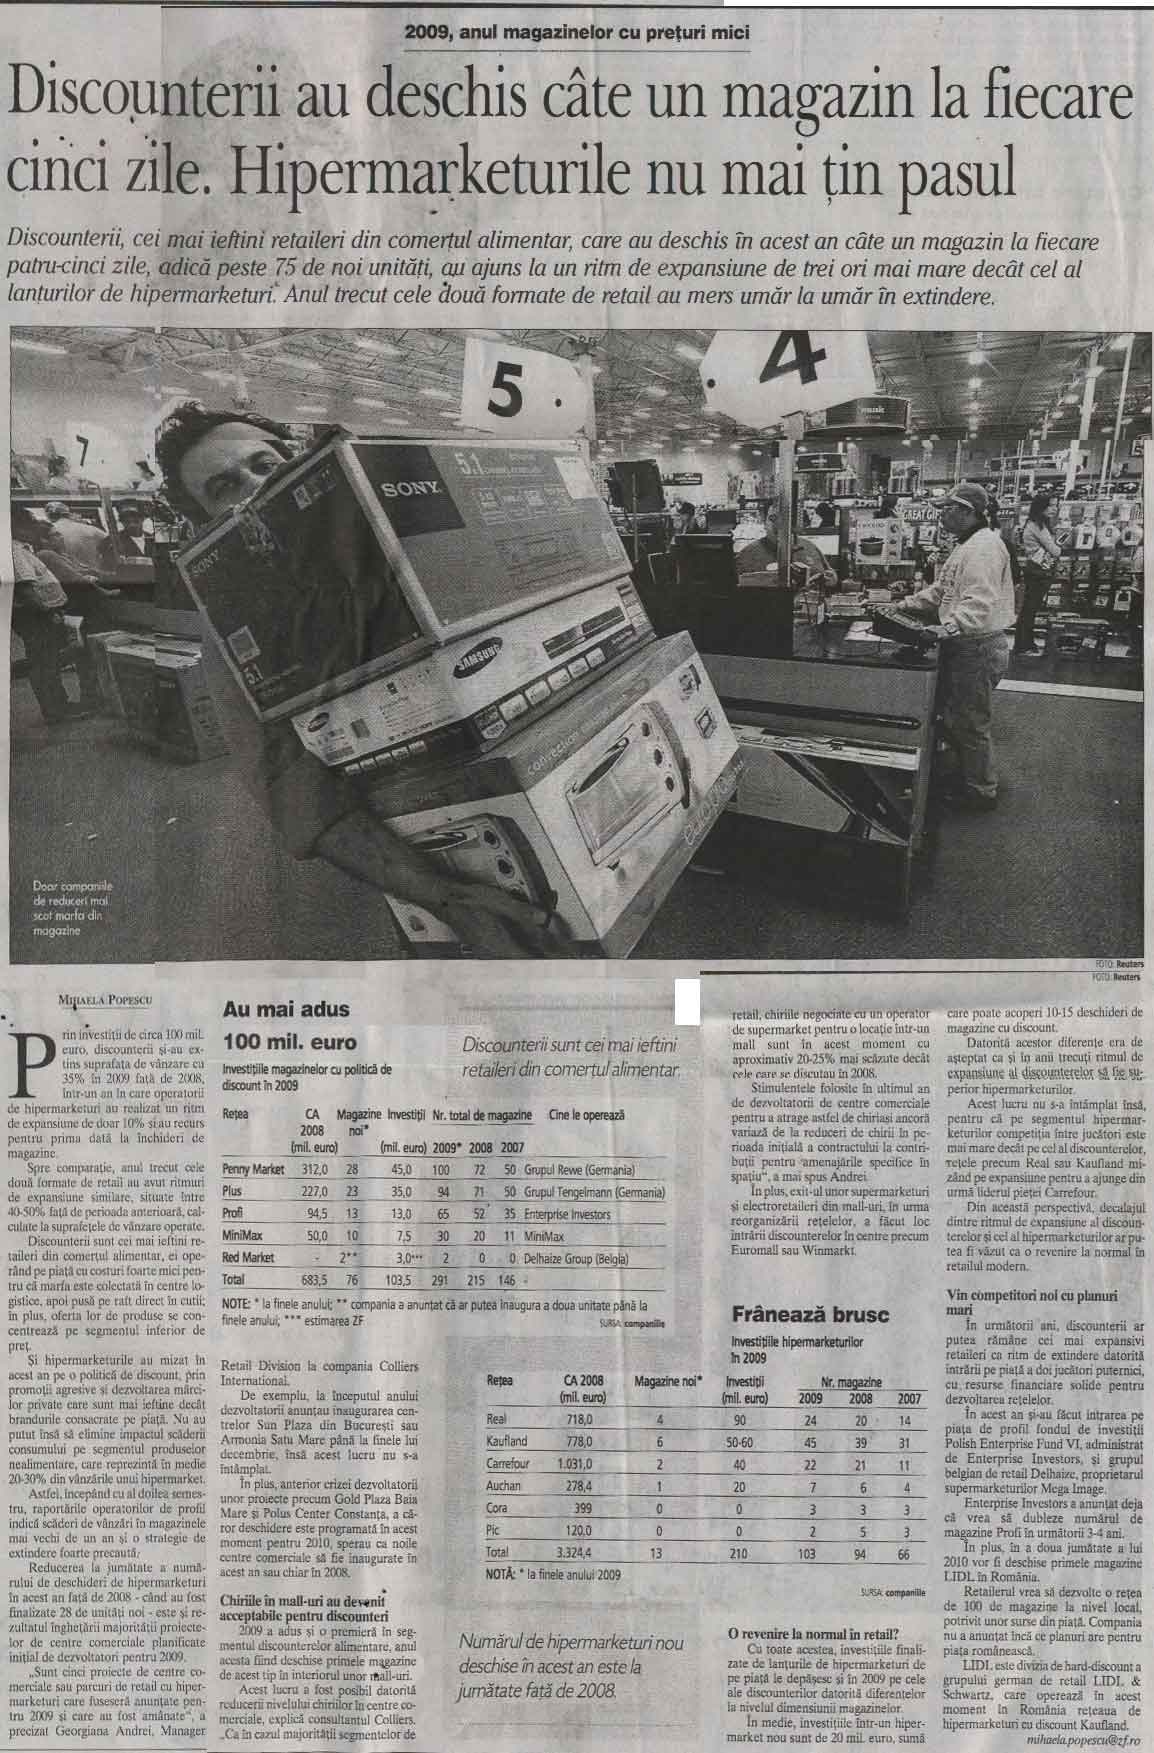 2009, anul magazinelor cu prețuri mici
Discounterii au deschis câte un magazin la fiecare
cinci zile. Hipermarketurile nu mai țin pasul
Discounterii, cei mai ieftini retaileri din comerțul alimentar, care au deschis în acest an câte un magazin la fiecare
patru-cinci zile, adică peste 75 de noi unități, au ajuns la un ritm de expansiune de trei ori mai mare decât cel al
lanțurilor de hipermarketuri. Anul trecut cele două formate de retail au mers umăr la umăr în extindere.
7
5
4
music
GREAT GIF
SONY
5.1
SONY
5.1
SAMSUNG
convection
Doar campaniile
de reduceri mai
scot marfa din
magazine
FOTO: Reuters
FOTO: Reuters
MIHAELA POPESCU
Prin investiții de circa 100 mil.
euro, discounterii și-au ex-
tins suprafața de vânzare cu
35% în 2009 față de 2008,
într-un an în care operatorii
de hipermarketuri au realizat un ritm
de expansiune de doar 10% și au recurs
pentru prima dată la închideri de
magazine.
Spre comparație, anul trecut cele
două formate de retail au avut ritmuri
de expansiune similare, situate între
40-50% față de perioada anterioară, cal-
culate la suprafețele de vânzare operate.
Discounterii sunt cei mai ieftini re-
taileri din comerțul alimentar, ei ope-
rând pe piață cu costuri foarte mici pen-
tru că marfa este colectată în centre lo-
gistice, apoi pusă pe raft direct în cutii;
în plus, oferta lor de produse se con-
centrează pe segmentul inferior de
preț.
Și hipermarketurile au mizat în
acest an pe o politică de discount, prin
promoții agresive și dezvoltarea mărci-
lor private care sunt mai ieftine decât
brandurile consacrate pe piață. Nu au
putut însă să elimine impactul scăderii
consumului pe segmentul produselor
nealimentare, care reprezintă în medie
20-30% din vânzările unui hipermarket.
Astfel, începând cu al doilea semes-
tru, raportările operatorilor de profil
indică scăderi de vânzări în magazinele
mai vechi de un an și o strategie de
extindere foarte precaută.
Reducerea la jumătate a numă-
rului de deschideri de hipermarketuri
în acest an față de 2008 - când au fost
finalizate 28 de unități noi - este și re-
zultatul înghețării majorității proiecte-
lor de centre comerciale planificate
inițial de dezvoltatori pentru 2009.
„Sunt cinci proiecte de centre co-
merciale sau parcuri de retail cu hiper-
marketuri care fuseseră anunțate pen-
tru 2009 și care au fost amânate“, a
precizat Georgiana Andrei, Manager
Au mai adus
100 mil. euro
Investițiile magazinelor cu politică de
discount în 2009
Rețea CA 2008 (mil. euro) Magazine noi* Investiții (mil. euro) Nr. total de magazine 2009* 2008 2007 Cine le operează
Penny Market 312,0 28 45,0 100 72 50 Grupul Rewe (Germania)
Plus 227,0 23 35,0 94 71 50 Grupul Tengelmann (Germania)
Profi 94,5 13 13,0 65 52 35 Enterprise Investors
MiniMax 50,0 10 7,5 30 20 11 MiniMax
Red Market - 2** 3,0*** 2 0 0 Delhaize Group (Belgia)
Total 683,5 76 103,5 291 215 146 -
NOTE: * la finele anului; ** compania a anunțat că ar putea inaugura a doua unitate până la
finele anului; *** estimarea ZF
SURSA: companiile
Discounterii sunt cei mai ieftini
retaileri din comerțul alimentar.
Retail Division la compania Colliers
International.
De exemplu, la începutul anului
dezvoltatorii anunțau inaugurarea cen-
trelor Sun Plaza din București sau
Armonia Satu Mare până la finele lui
decembrie, însă acest lucru nu s-a
întâmplat.
În plus, anterior crizei dezvoltatorii
unor proiecte precum Gold Plaza Baia
Mare și Polus Center Constanța, a că-
ror deschidere este programată în acest
moment pentru 2010, sperau ca noile
centre comerciale să fie inaugurate în
acest an sau chiar în 2008.
Chiriile în mall-uri au devenit
acceptabile pentru discounteri
2009 a adus și o premieră în seg-
mentul discounterelor alimentare, anul
acesta fiind deschise primele magazine
de acest tip în interiorul unor mall-uri.
Acest lucru a fost posibil datorită
reducerii nivelului chiriilor în centre co-
merciale, explică consultantul Colliers.
„Ca în cazul majorității segmentelor de
retail, chiriile negociate cu un operator
de supermarket pentru o locație într-un
mall sunt în acest moment cu
aproximativ 20-25% mai scăzute decât
cele care se discutau în 2008.
Stimulentele folosite în ultimul an
de dezvoltatorii de centre comerciale
pentru a atrage astfel de chiriași ancoră
variază de la reduceri de chirii în pe-
rioada inițială a contractului la contri-
buții pentru amenajările specifice în
spațiu“, a mai spus Andrei.
În plus, exit-ul unor supermarketuri
și electroretaileri din mall-uri, în urma
reorganizării rețelelor, a făcut loc
intrării discounterelor în centre precum
Euromall sau Winmarkt.
Frânează brusc
Investițiile hipermarketurilor
în 2009
Rețea CA 2008 (mil. euro) Magazine noi* Investiții (mil. euro) Nr. magazine 2009 2008 2007
Real 718,0 4 90 24 20 14
Kaufland 778,0 6 50-60 45 39 31
Carrefour 1.031,0 2 40 22 21 11
Auchan 278,4 1 20 7 6 4
Cora 399 0 0 3 3 3
Pic 120,0 0 0 2 5 3
Total 3.324,4 13 210 103 94 66
NOTĂ: * la finele anului 2009
SURSA: companiile
Numărul de hipermarketuri nou
deschise în acest an este la
jumătate față de 2008.
O revenire la normal în retail?
Cu toate acestea, investițiile finali-
zate de lanțurile de hipermarketuri de
pe piață le depășesc și în 2009 pe cele
ale discounterilor datorită diferențelor
la nivelul dimensiunii magazinelor.
În medie, investițiile într-un hiper-
market nou sunt de 20 mil. euro, sumă
care poate acoperi 10-15 deschideri de
magazine cu discount.
Datorită acestor diferențe era de
așteptat ca și în anii trecuți ritmul de
expansiune al discounterelor să fie su-
perior hipermarketurilor.
Acest lucru nu s-a întâmplat însă,
pentru că pe segmentul hipermar-
keturilor competiția între jucători este
mai mare decât pe cel al discounterelor,
rețele precum Real sau Kaufland mi-
zând pe expansiune pentru a ajunge din
urmă liderul pieței Carrefour.
Din această perspectivă, decalajul
dintre ritmul de expansiune al discoun-
terelor și cel al hipermarketurilor ar pu-
tea fi văzut ca o revenire la normal în
retailul modern.
Vin competitori noi cu planuri
mari
În următorii ani, discounterii ar
putea rămâne cei mai expansivi
retaileri ca ritm de extindere datorită
intrării pe piață a doi jucători puternici,
cu resurse financiare solide pentru
dezvoltarea rețelelor.
În acest an și-au făcut intrarea pe
piața de profil fondul de investiții
Polish Enterprise Fund VI, administrat
de Enterprise Investors, și grupul
belgian de retail Delhaize, proprietarul
supermarketurilor Mega Image.
Enterprise Investors a anunțat deja
că vrea să dubleze numărul de
magazine Profi în următorii 3-4 ani.
În plus, în a doua jumătate a lui
2010 vor fi deschise primele magazine
LIDL în România.
Retailerul vrea să dezvolte o rețea
de 100 de magazine la nivel local,
potrivit unor surse din piață. Compania
nu a anunțat încă ce planuri are pentru
piața românească.
LIDL este divizia de hard-discount a
grupului german de retail LIDL &
Schwartz, care operează în acest
moment în România rețeaua de
hipermarketuri cu discount Kaufland.
mihaela.popescu@zf.ro